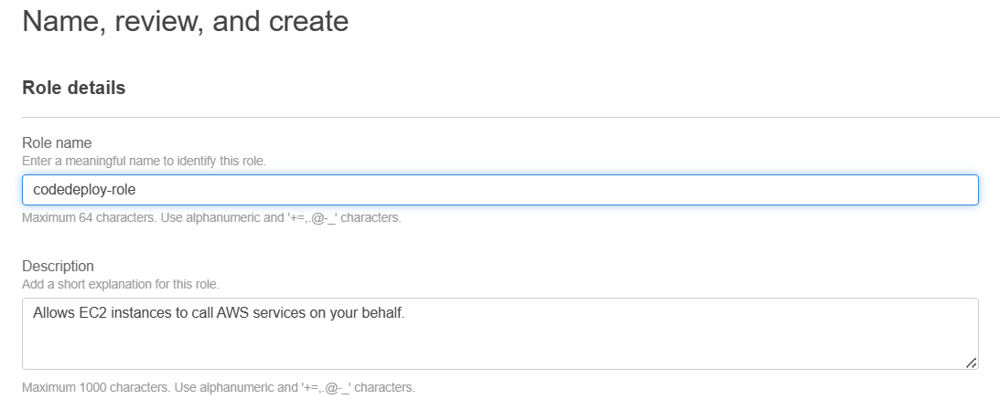 Name, review, and create
Role details
Role name
Enter a meaningful name to identify this role.
codedeploy-role
Maximum 64 characters. Use alphanumeric and '+=,.@-_' characters.
Description
Add a short explanation for this role.
Allows EC2 instances to call AWS services on your behalf.
Maximum 1000 characters. Use alphanumeric and '+=,.@-_' characters.